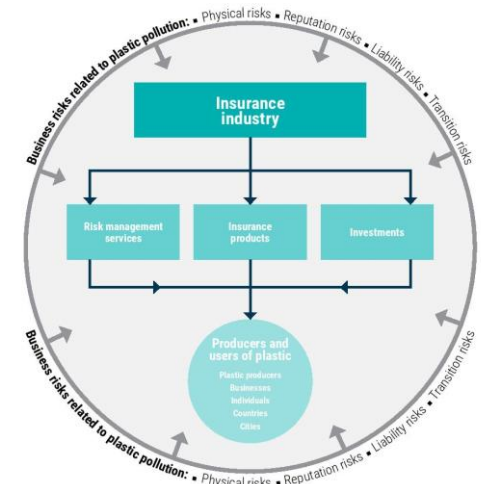 Business risks related to plastic pollution: ▪ Physical risks ▪ Reputation risks ▪ Liability risks ▪ Transition risks
Insurance
industry
Risk management
services
Insurance
products
Investments
Producers and
users of plastic
Plastic producers
Businesses
Individuals
Countries
Cities
Business risks related to plastic pollution: ▪ Physical risks ▪ Reputation risks ▪ Liability risks ▪ Transition risks